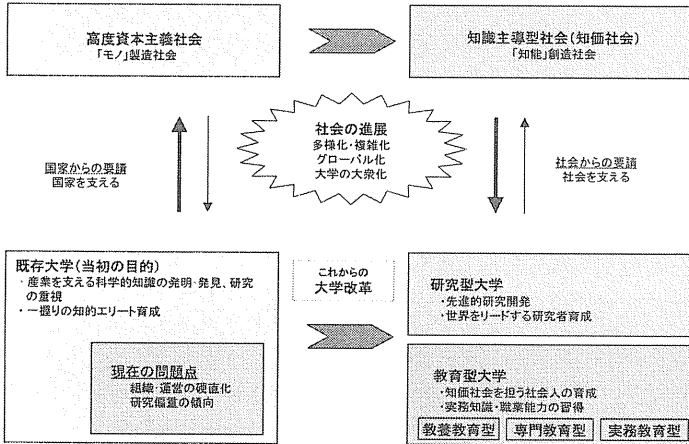 高度資本主義社会
「モノ」製造社会
知識主導型社会(知価社会)
「知能」創造社会
社会の進展
多様化・複雑化
グローバル化
大学の大衆化
国家からの要請
国家を支える
社会からの要請
社会を支える
既存大学(当初の目的)
・産業を支える科学的知識の発明・発見、研究
の重視
・一握りの知的エリート育成
現在の問題点
組織・運営の硬直化
研究偏重の傾向
これからの
大学改革
研究型大学
・先進的研究開発
・世界をリードする研究者育成
教育型大学
・知価社会を担う社会人の育成
・実務知識・職業能力の習得
教養教育型 専門教育型 実務教育型